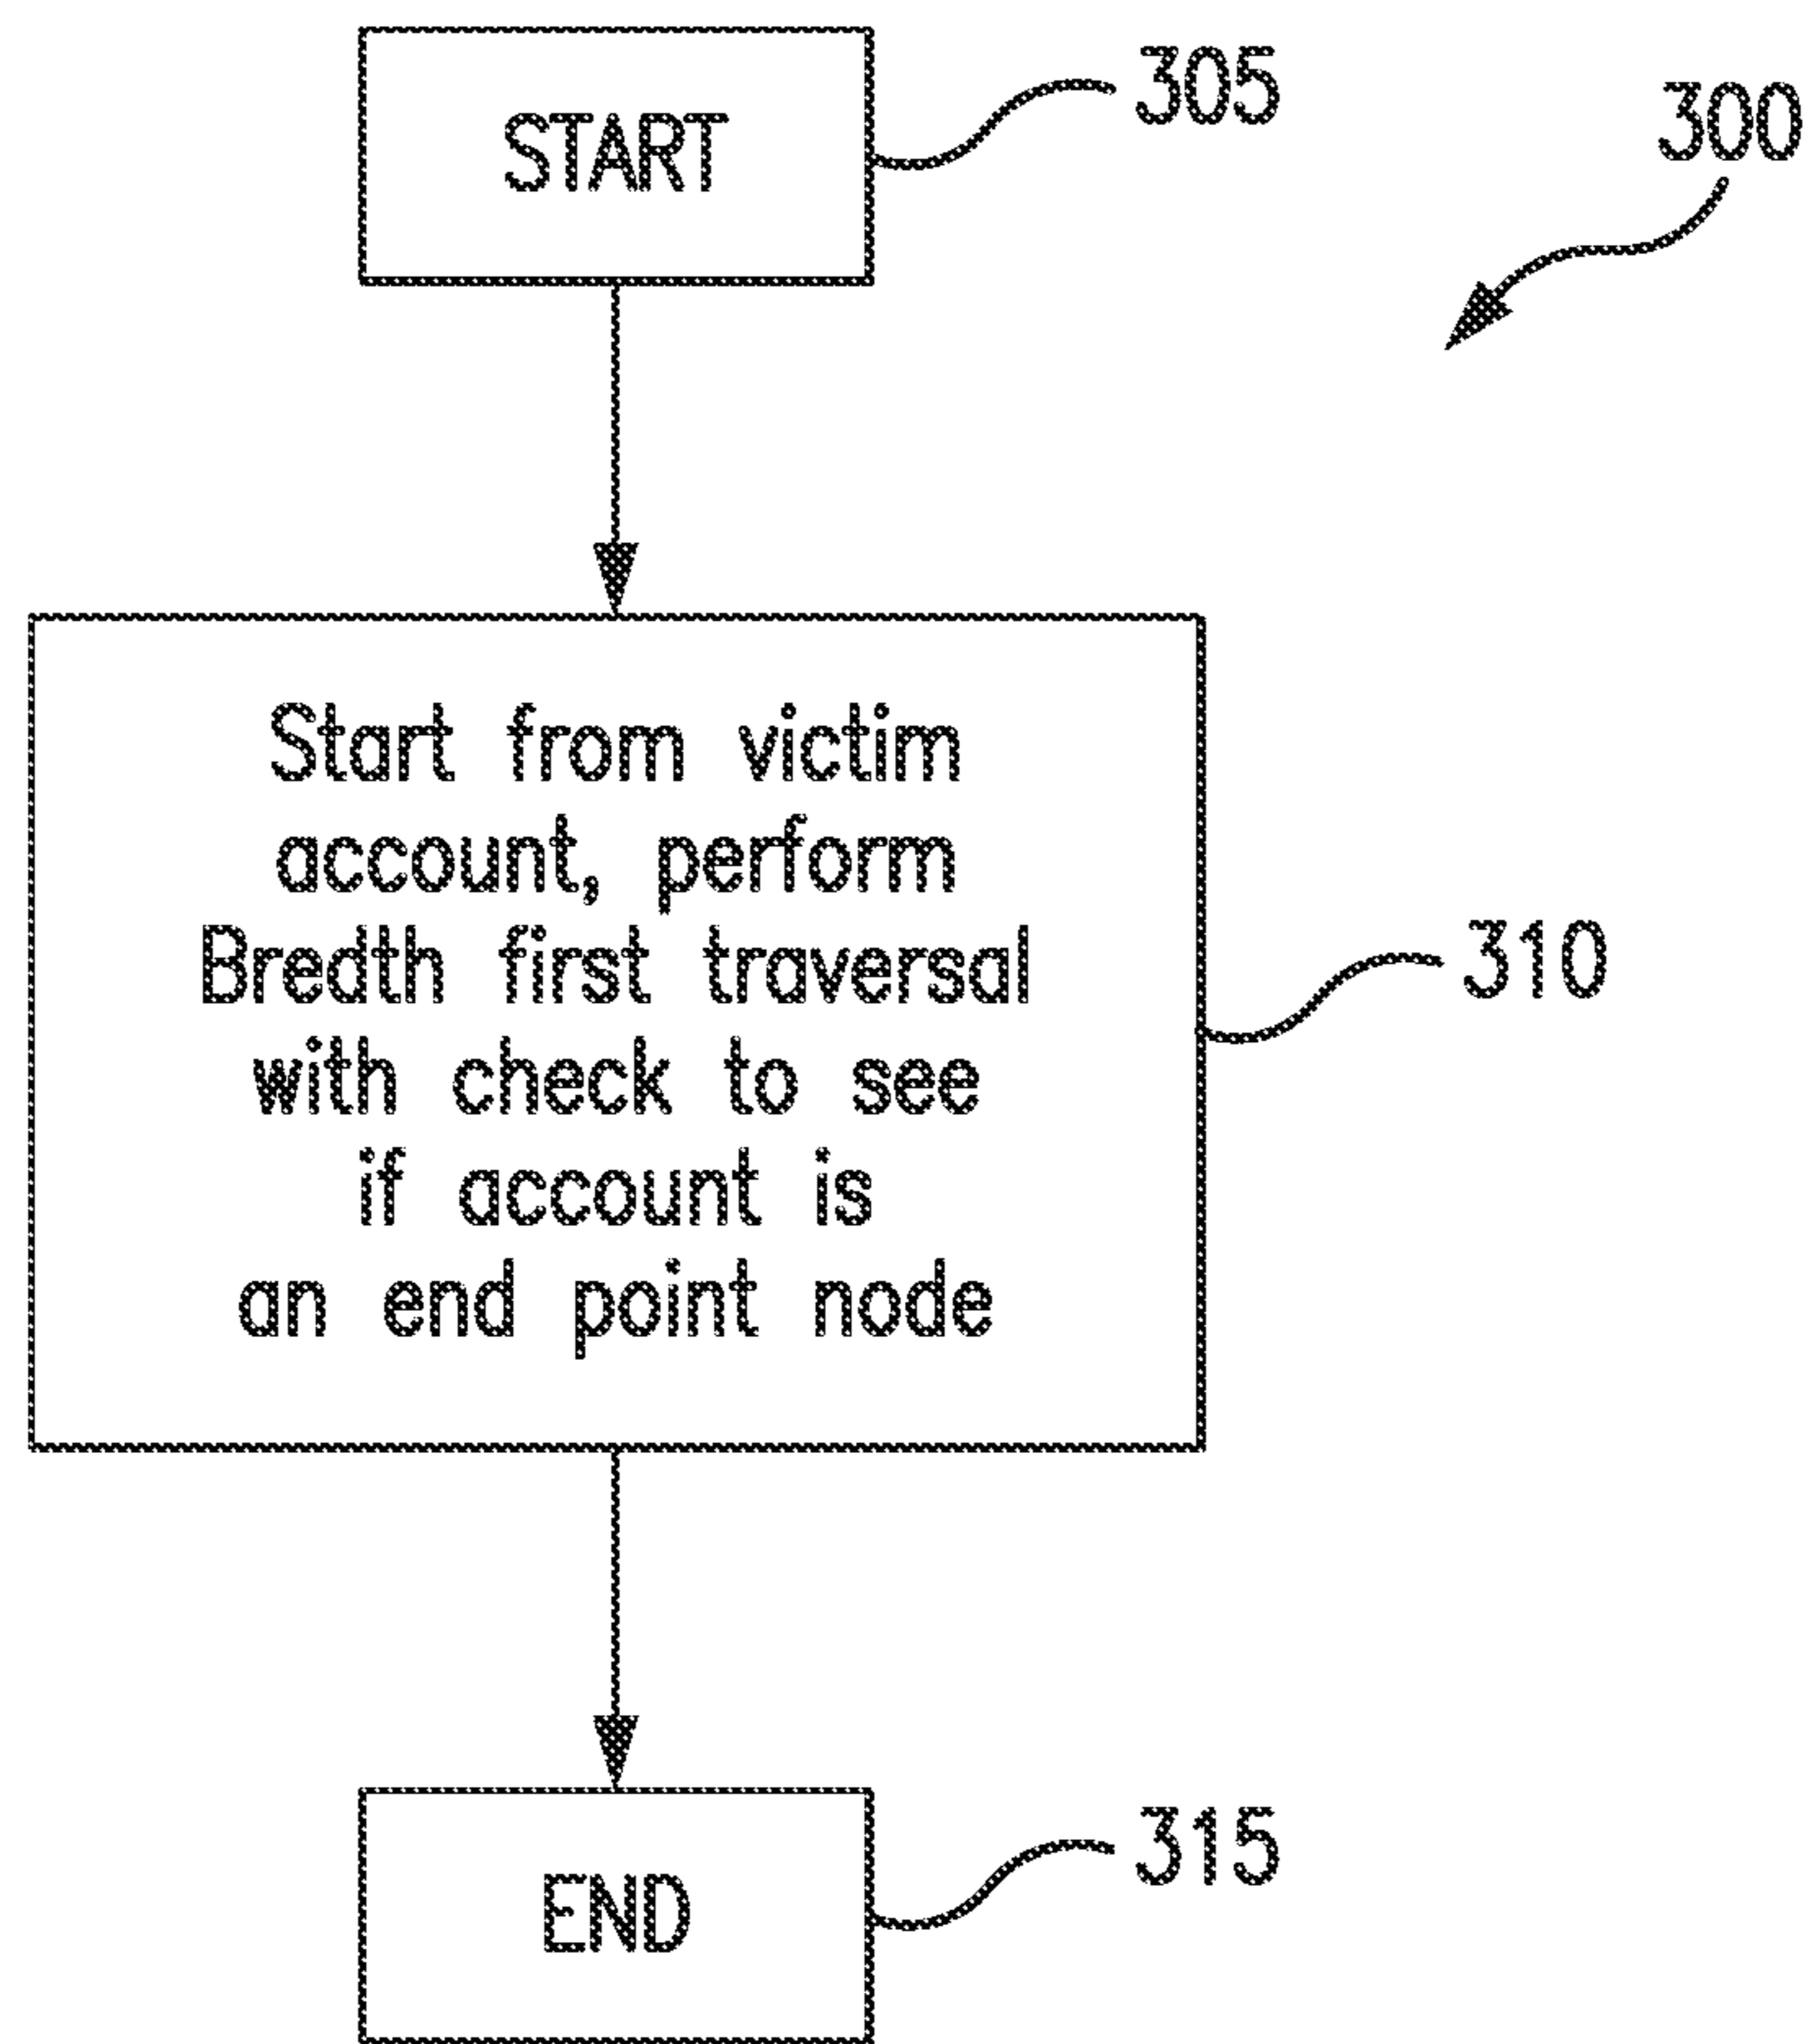 305
300
START
Start from victim
account, perform
Bredth first traversal
with check to see
if account is
an end point node
310
315
END